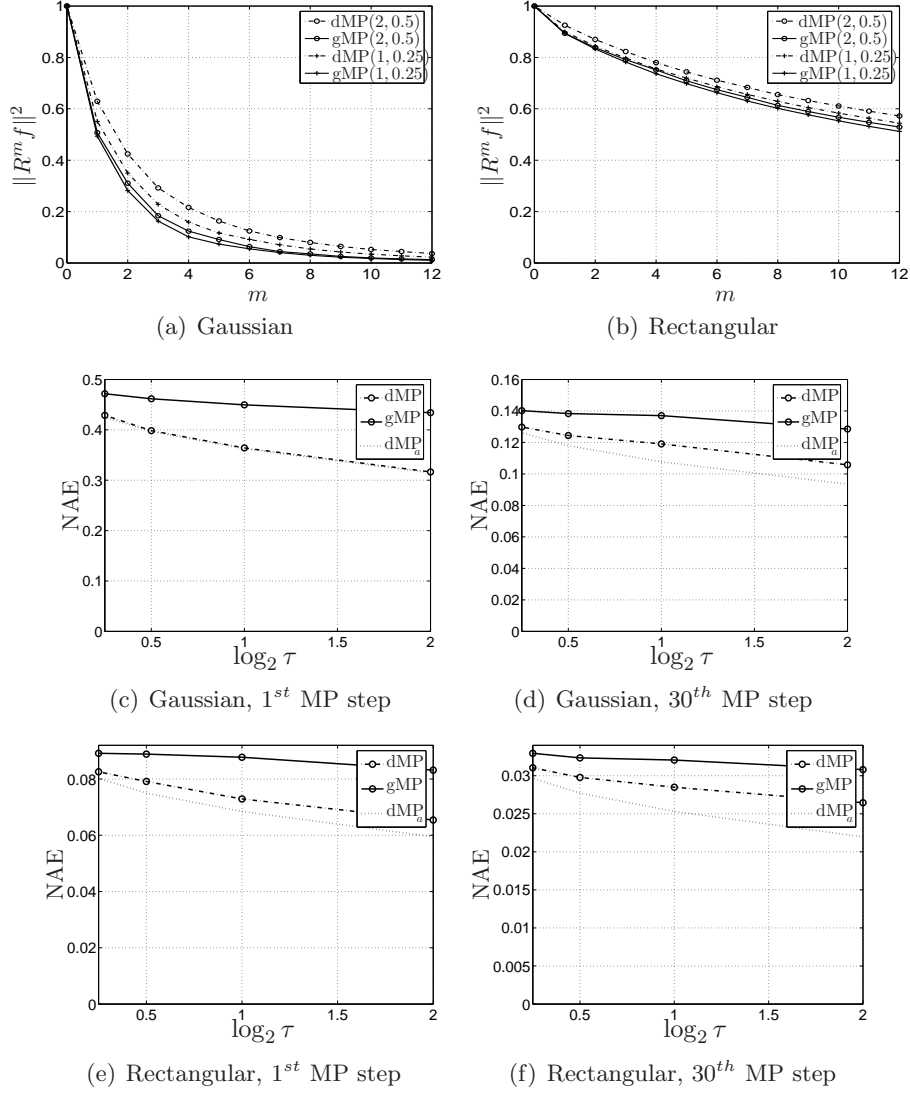 dMP(2, 0.5)
gMP(2, 0.5)
dMP(1, 0.25)
gMP(1, 0.25)
1
0.8
0.6
0.4
0.2
0
0 2 4 6 8 10 12
||R^m f||^2
m
(a) Gaussian
dMP(2, 0.5)
gMP(2, 0.5)
dMP(1, 0.25)
gMP(1, 0.25)
1
0.8
0.6
0.4
0.2
0
0 2 4 6 8 10 12
||R^m f||^2
m
(b) Rectangular
dMP
gMP
dMP_a
0.5
0.4
0.3
0.2
0.1
0
0.5 1 1.5 2
NAE
log_2 τ
(c) Gaussian, 1^st MP step
dMP
gMP
dMP_a
0.16
0.14
0.12
0.1
0.08
0.06
0.04
0.02
0
0.5 1 1.5 2
NAE
log_2 τ
(d) Gaussian, 30^th MP step
dMP
gMP
dMP_a
0.08
0.06
0.04
0.02
0
0.5 1 1.5 2
NAE
log_2 τ
(e) Rectangular, 1^st MP step
dMP
gMP
dMP_a
0.03
0.025
0.02
0.015
0.01
0.005
0
0.5 1 1.5 2
NAE
log_2 τ
(f) Rectangular, 30^th MP step